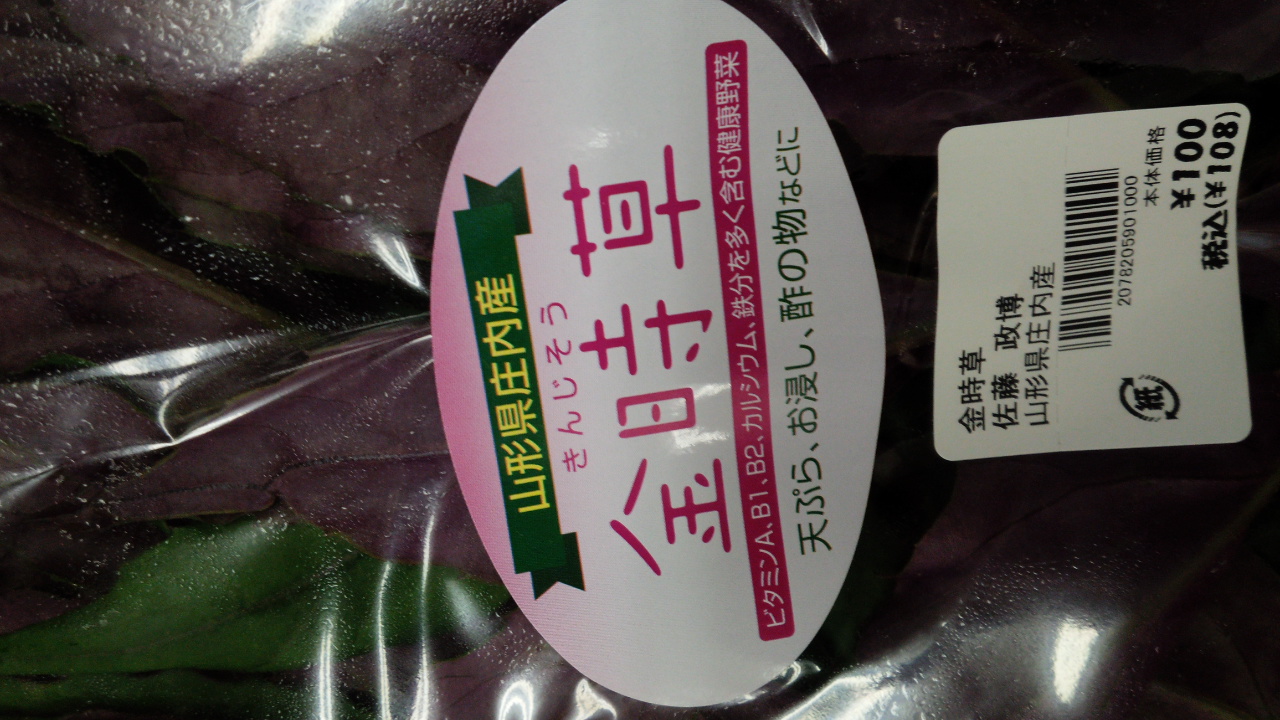 山形県庄内産
きんじそう
金時草
ビタミンA、B1、B2、カルシウム、鉄分を多く含む健康野菜
天ぷら、お浸し、酢の物などに
金時草
佐藤 政博
山形県庄内産
2078205901000
本体価格
¥100
税込(¥108)
紙